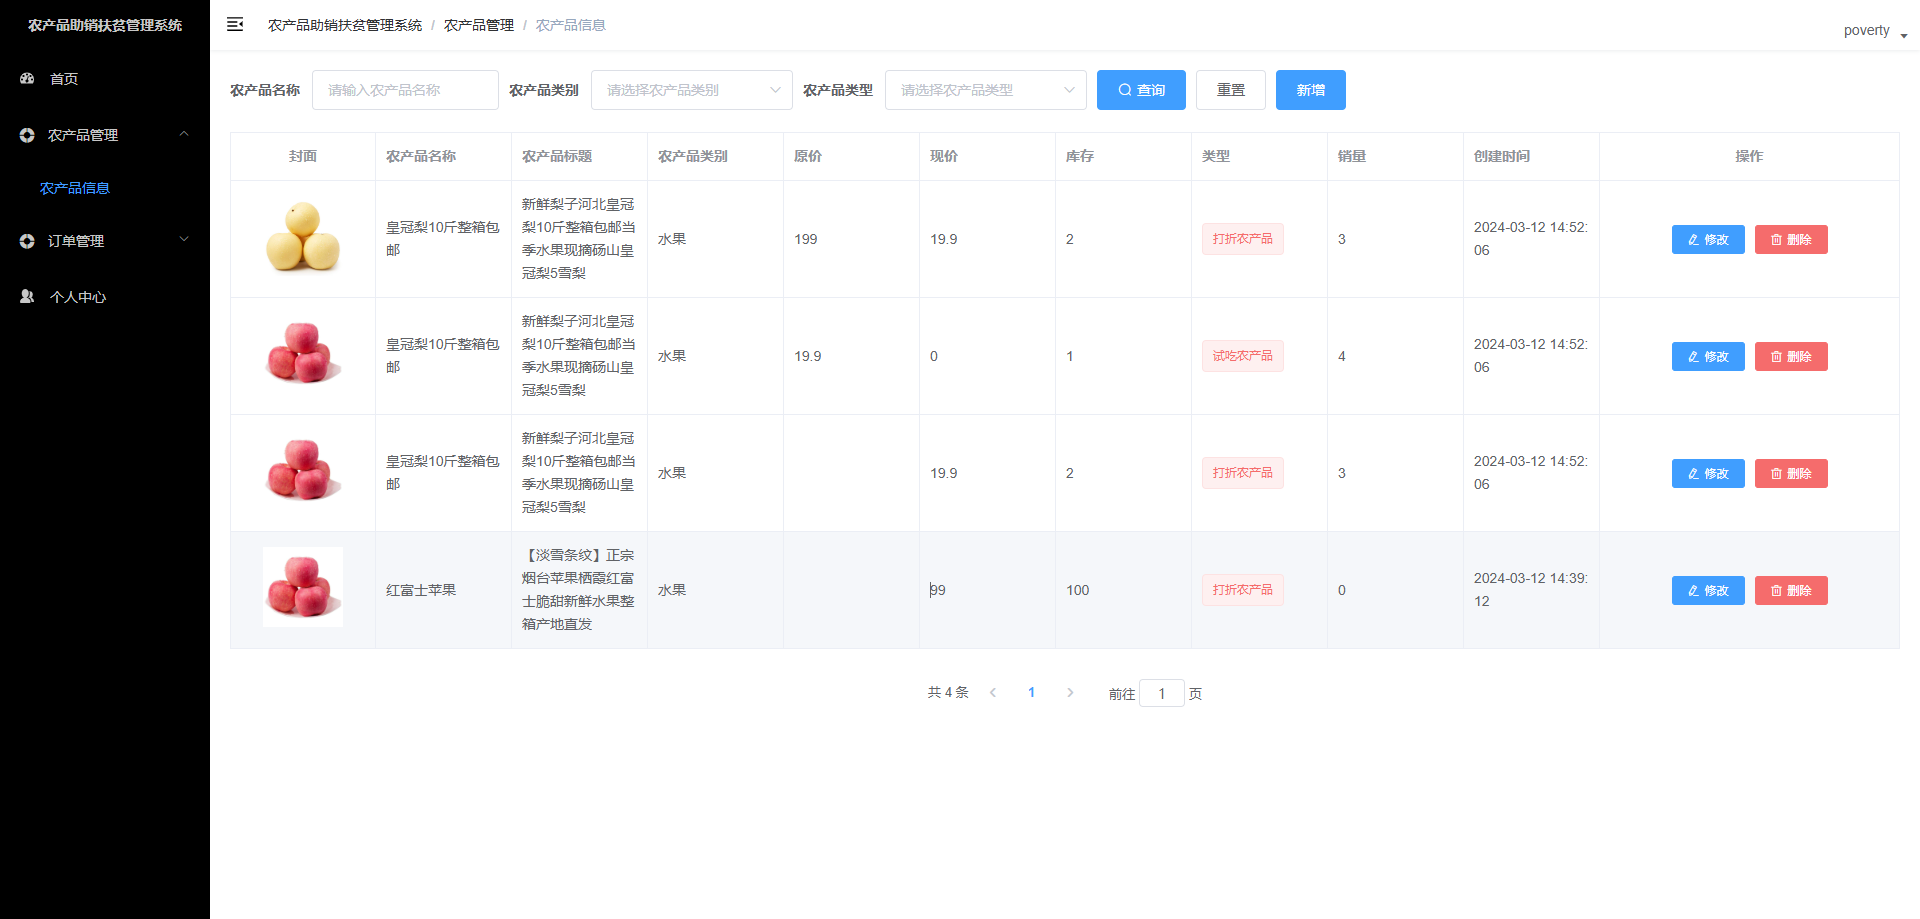 农产品助销扶贫管理系统
首页
农产品管理
农产品信息
订单管理
个人中心
农产品助销扶贫管理系统 / 农产品管理 / 农产品信息
poverty
农产品名称 请输入农产品名称 农产品类别 请选择农产品类别 农产品类型 请选择农产品类型 查询 重置 新增
封面 农产品名称 农产品标题 农产品类别 原价 现价 库存 类型 销量 创建时间 操作
皇冠梨10斤整箱包
邮
新鲜梨子河北皇冠
梨10斤整箱包邮当
季水果现摘砀山皇
冠梨5雪梨
水果
199
19.9
2
打折农产品
3
2024-03-12 14:52:
06
修改 删除
皇冠梨10斤整箱包
邮
新鲜梨子河北皇冠
梨10斤整箱包邮当
季水果现摘砀山皇
冠梨5雪梨
水果
19.9
0
1
试吃农产品
4
2024-03-12 14:52:
06
修改 删除
皇冠梨10斤整箱包
邮
新鲜梨子河北皇冠
梨10斤整箱包邮当
季水果现摘砀山皇
冠梨5雪梨
水果
19.9
2
打折农产品
3
2024-03-12 14:52:
06
修改 删除
红富士苹果
【淡雪条纹】正宗
烟台苹果栖霞红富
士脆甜新鲜水果整
箱产地直发
水果
99
100
打折农产品
0
2024-03-12 14:39:
12
修改 删除
共 4 条 1 前往 1 页